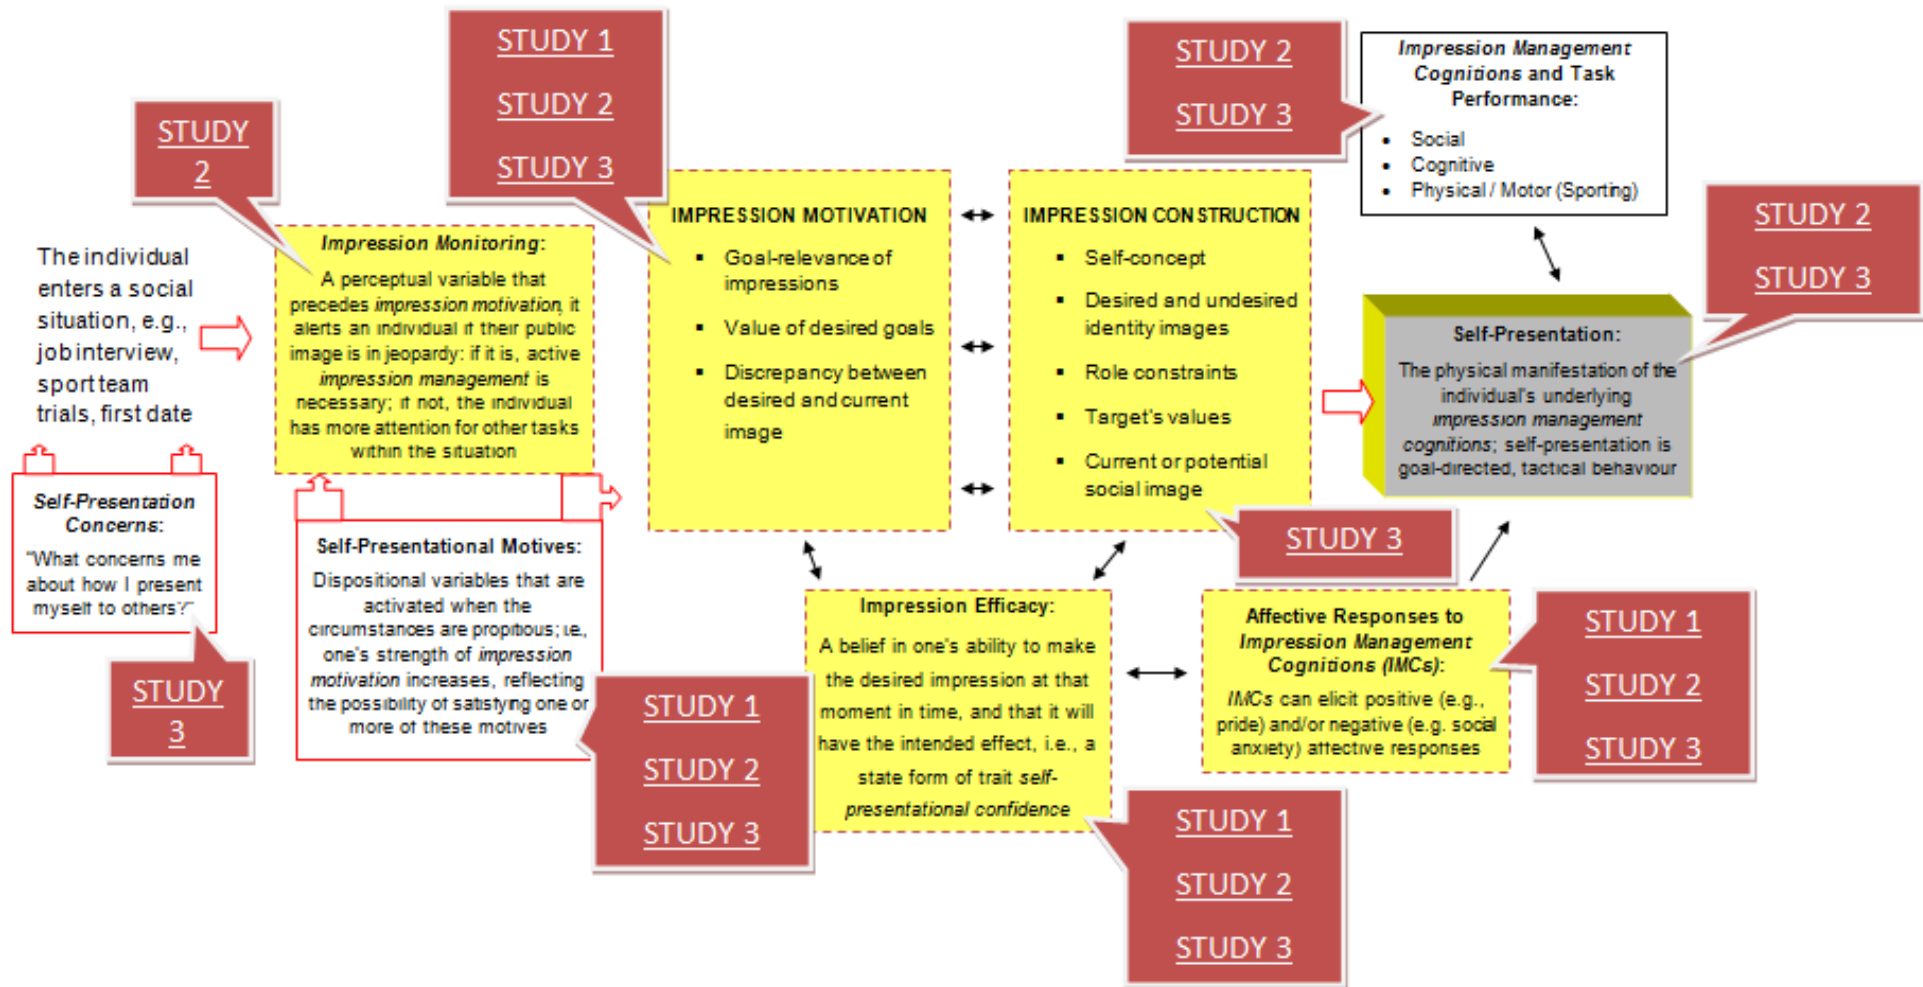 STUDY 1
STUDY 2
STUDY 3
STUDY 2
STUDY 3
Impression Management
Cognitions and Task
Performance:
• Social
• Cognitive
• Physical / Motor (Sporting)
STUDY
2
STUDY 2
STUDY 3
The individual
enters a social
situation, e.g.,
job interview,
sport team
trials, first date
Impression Monitoring:
A perceptual variable that
precedes impression motivation, it
alerts an individual if their public
image is in jeopardy: if it is, active
impression management is
necessary; if not, the individual
has more attention for other tasks
within the situation
IMPRESSION MOTIVATION
▪ Goal-relevance of
impressions
▪ Value of desired goals
▪ Discrepancy between
desired and current
image
IMPRESSION CONSTRUCTION
▪ Self-concept
▪ Desired and undesired
identity images
▪ Role constraints
▪ Target's values
▪ Current or potential
social image
Self-Presentation:
The physical manifestation of the
individual's underlying
impression management
cognitions; self-presentation is
goal-directed, tactical behaviour
Self-Presentation
Concerns:
"What concerns me
about how I present
myself to others?"
STUDY
3
Self-Presentational Motives:
Dispositional variables that are
activated when the
circumstances are propitious; i.e.,
one's strength of impression
motivation increases, reflecting
the possibility of satisfying one or
more of these motives
STUDY 1
STUDY 2
STUDY 3
STUDY 3
Impression Efficacy:
A belief in one's ability to make
the desired impression at that
moment in time, and that it will
have the intended effect, i.e., a
state form of trait self-
presentational confidence
STUDY 1
STUDY 2
STUDY 3
Affective Responses to
Impression Management
Cognitions (IMCs):
IMCs can elicit positive (e.g.,
pride) and/or negative (e.g. social
anxiety) affective responses
STUDY 1
STUDY 2
STUDY 3